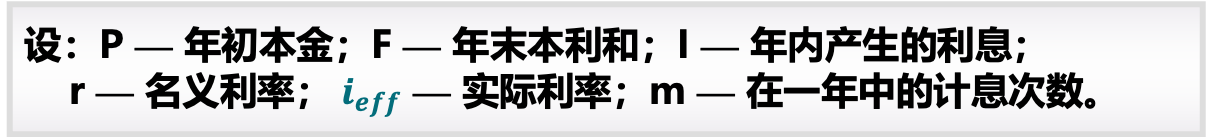 设：P — 年初本金；F — 年末本利和；I — 年内产生的利息；
r — 名义利率；i_eff — 实际利率；m — 在一年中的计息次数。